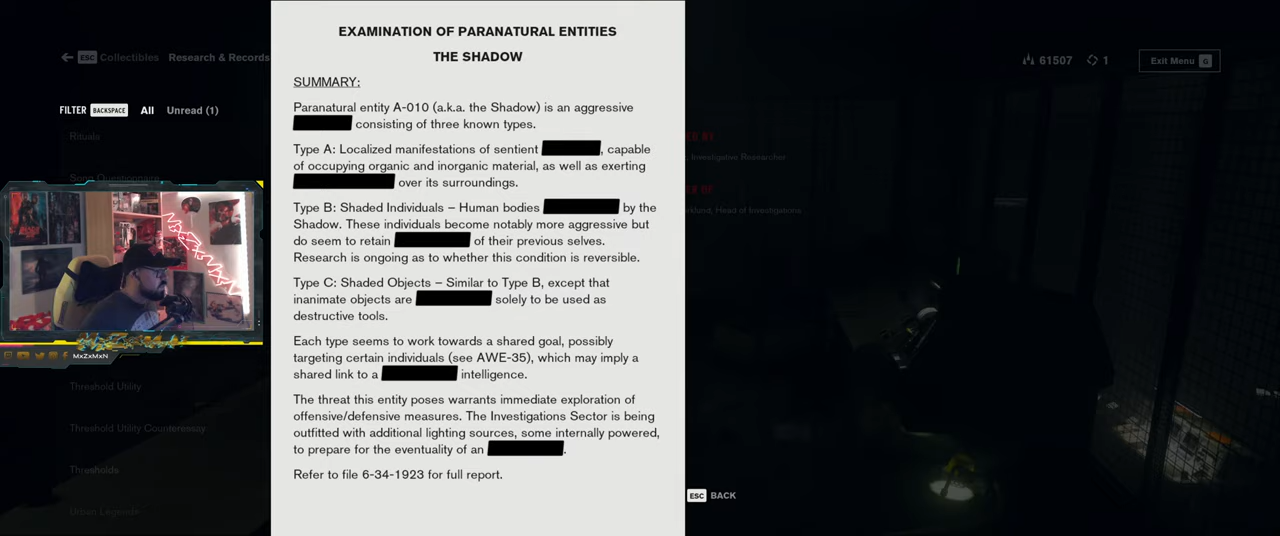 EXAMINATION OF PARANATURAL ENTITIES
THE SHADOW
SUMMARY:
Paranatural entity A-010 (a.k.a. the Shadow) is an aggressive
consisting of three known types.
Type A: Localized manifestations of sentient , capable
of occupying organic and inorganic material, as well as exerting
over its surroundings.
Type B: Shaded Individuals – Human bodies by the
Shadow. These individuals become notably more aggressive but
do seem to retain of their previous selves.
Research is ongoing as to whether this condition is reversible.
Type C: Shaded Objects – Similar to Type B, except that
inanimate objects are solely to be used as
destructive tools.
Each type seems to work towards a shared goal, possibly
targeting certain individuals (see AWE-35), which may imply a
shared link to a intelligence.
The threat this entity poses warrants immediate exploration of
offensive/defensive measures. The Investigations Sector is being
outfitted with additional lighting sources, some internally powered,
to prepare for the eventuality of an .
Refer to file 6-34-1923 for full report.
ESC Collectibles Research & Records
FILTER BACKSPACE All Unread (1)
Rituals
Song Questionnaire
MxZxMxN
Threshold Utility
Threshold Utility Counteressay
Thresholds
Urban Legends
61507 1
Exit Menu G
, Investigative Researcher
, Head of Investigations
ESC BACK